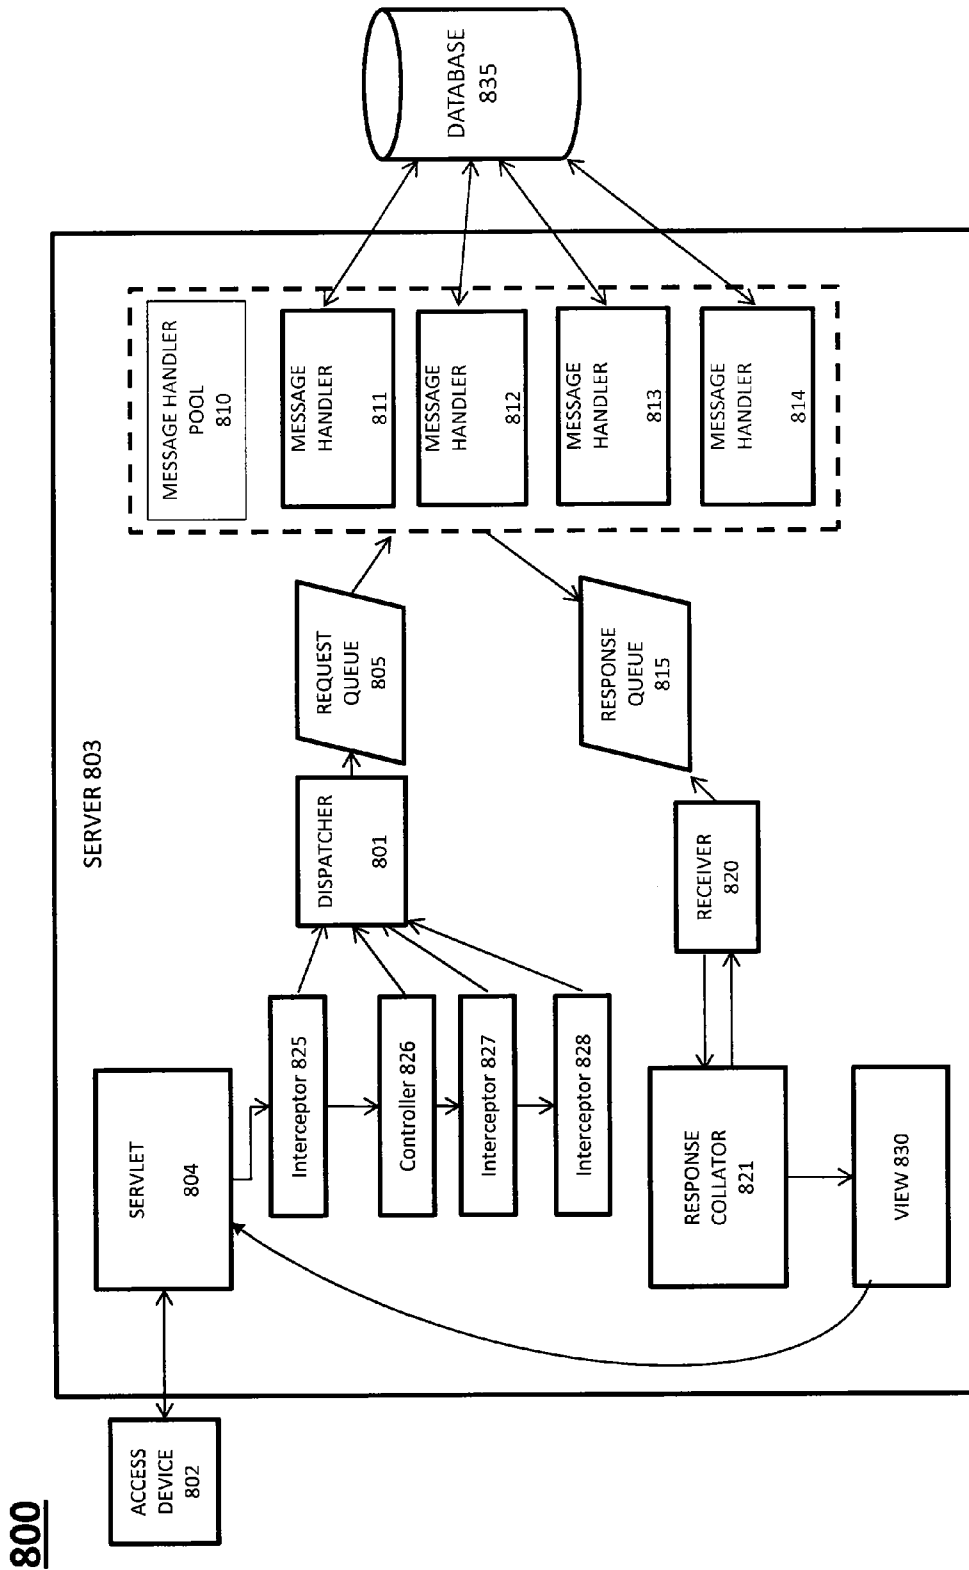 800
ACCESS
DEVICE
802
SERVER 803
SERVLET
804
Interceptor 825
Controller 826
Interceptor 827
Interceptor 828
DISPATCHER
801
REQUEST
QUEUE
805
MESSAGE HANDLER
POOL
810
MESSAGE
HANDLER
811
MESSAGE
HANDLER
812
MESSAGE
HANDLER
813
MESSAGE
HANDLER
814
DATABASE
835
RESPONSE
QUEUE
815
RECEIVER
820
RESPONSE
COLLATOR
821
VIEW 830